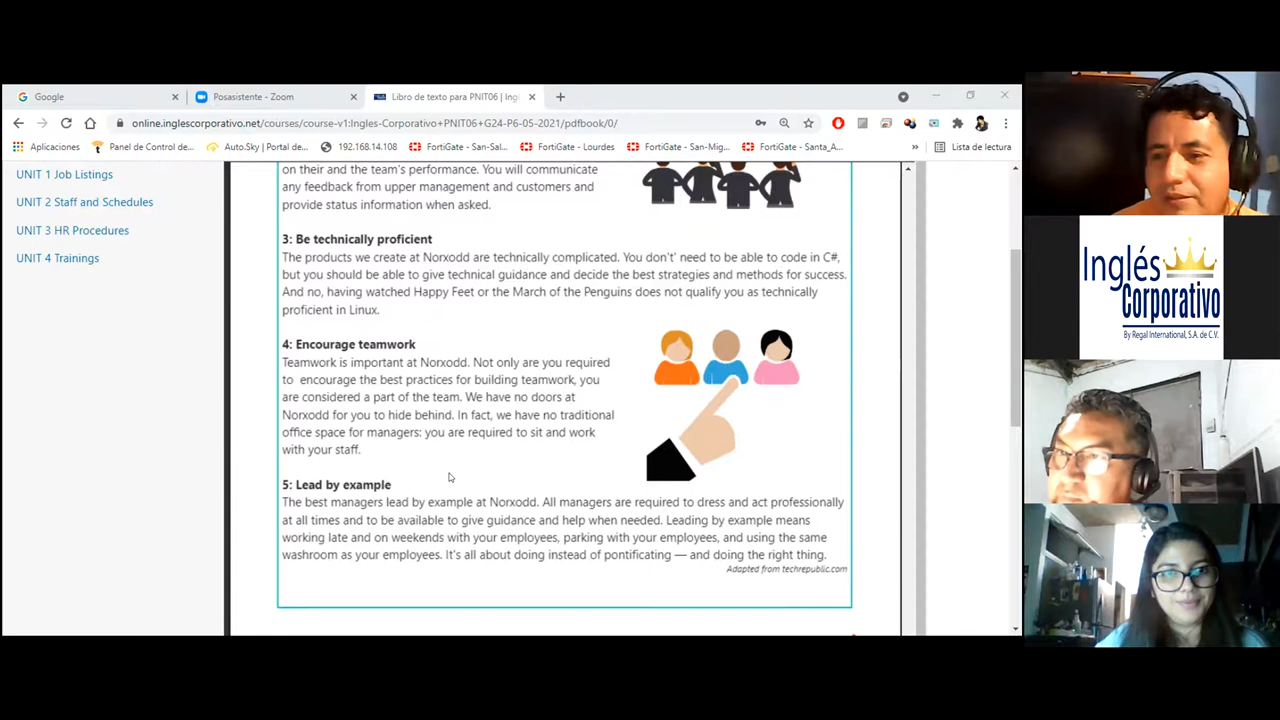 Google
Posasistente - Zoom
Libro de texto para PNIT06 | Ing
online.inglescorporativo.net/courses/course-v1:Ingles-Corporativo+PNIT06+G24-P6-05-2021/pdfbook/0/
Aplicaciones
Panel de Control de...
Auto.Sky | Portal de...
192.168.14.108
FortiGate - San-Sal...
FortiGate - Lourdes
FortiGate - San-Mig...
FortiGate - Santa_A...
»
Lista de lectura
UNIT 1 Job Listings
UNIT 2 Staff and Schedules
UNIT 3 HR Procedures
UNIT 4 Trainings
on their and the team's performance. You will communicate
any feedback from upper management and customers and
provide status information when asked.
3: Be technically proficient
The products we create at Norxodd are technically complicated. You don't' need to be able to code in C#,
but you should be able to give technical guidance and decide the best strategies and methods for success.
And no, having watched Happy Feet or the March of the Penguins does not qualify you as technically
proficient in Linux.
4: Encourage teamwork
Teamwork is important at Norxodd. Not only are you required
to encourage the best practices for building teamwork, you
are considered a part of the team. We have no doors at
Norxodd for you to hide behind. In fact, we have no traditional
office space for managers: you are required to sit and work
with your staff.
5: Lead by example
The best managers lead by example at Norxodd. All managers are required to dress and act professionally
at all times and to be available to give guidance and help when needed. Leading by example means
working late and on weekends with your employees, parking with your employees, and using the same
washroom as your employees. It's all about doing instead of pontificating — and doing the right thing.
Adapted from techrepublic.com
Inglés
Corporativo
By Regal International, S.A. de C.V.